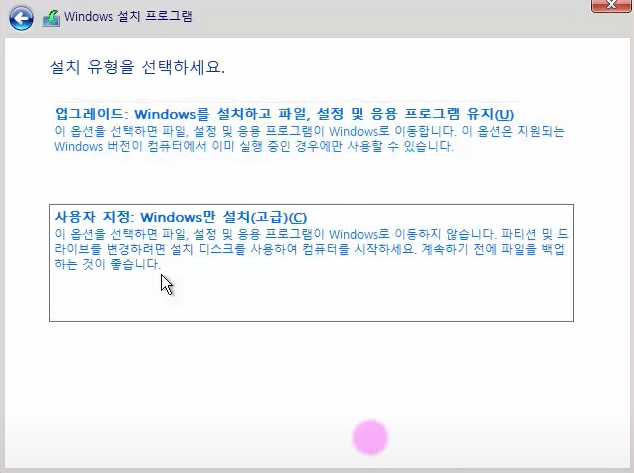 Windows 설치 프로그램
설치 유형을 선택하세요.
업그레이드: Windows를 설치하고 파일, 설정 및 응용 프로그램 유지(U)
이 옵션을 선택하면 파일, 설정 및 응용 프로그램이 Windows로 이동합니다. 이 옵션은 지원되는
Windows 버전이 컴퓨터에서 이미 실행 중인 경우에만 사용할 수 있습니다.
사용자 지정: Windows만 설치(고급)(C)
이 옵션을 선택하면 파일, 설정 및 응용 프로그램이 Windows로 이동하지 않습니다. 파티션 및 드
라이브를 변경하려면 설치 디스크를 사용하여 컴퓨터를 시작하세요. 계속하기 전에 파일을 백업
하는 것이 좋습니다.